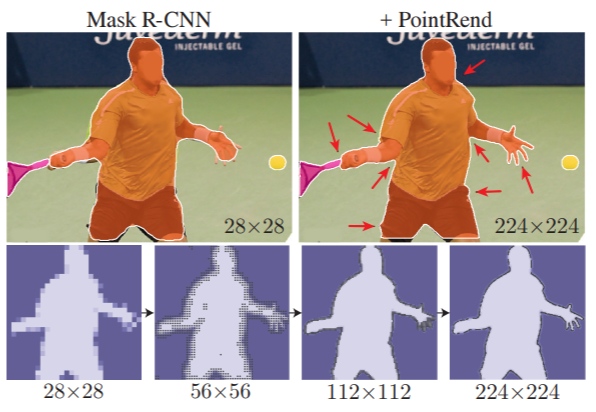 Mask R-CNN
+ PointRend
INJECTABLE GEL
INJECTABLE GEL
28×28
224×224
28×28
56×56
112×112
224×224